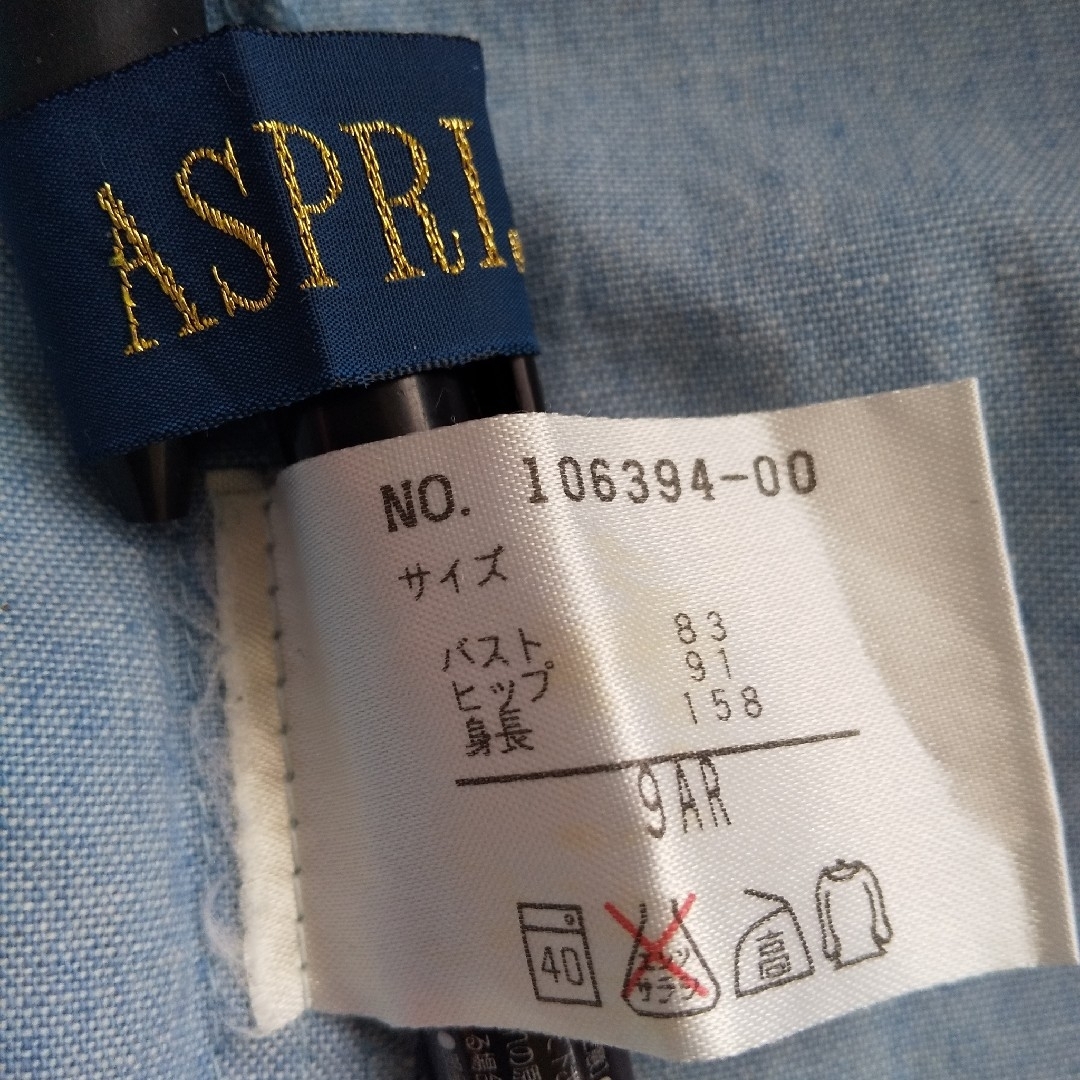 ASPRI.
NO. 106394-00
サイズ
バスト 83
ヒップ 91
身長 158
9AR
40 高